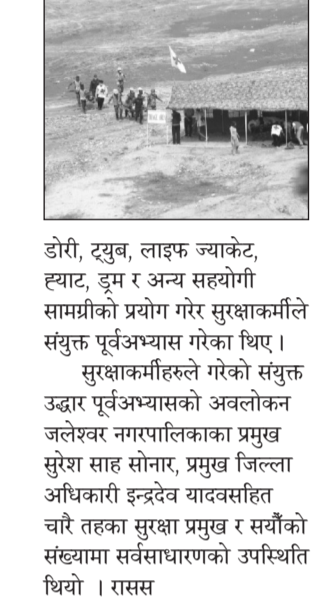 डोरी, ट्युब, लाइफ ज्याकेट,
ह्याट, ड्रम र अन्य सहयोगी
सामग्रीको प्रयोग गरेर सुरक्षाकर्मीले
संयुक्त पूर्वअभ्यास गरेका थिए ।
सुरक्षाकर्मीहरुले गरेको संयुक्त
उद्धार पूर्वअभ्यासको अवलोकन
जलेश्वर नगरपालिकाका प्रमुख
सुरेश साह सोनार, प्रमुख जिल्ला
अधिकारी इन्द्रदेव यादवसहित
चारै तहका सुरक्षा प्रमुख र सयौँको
संख्यामा सर्वसाधारणको उपस्थिति
थियो । रासस